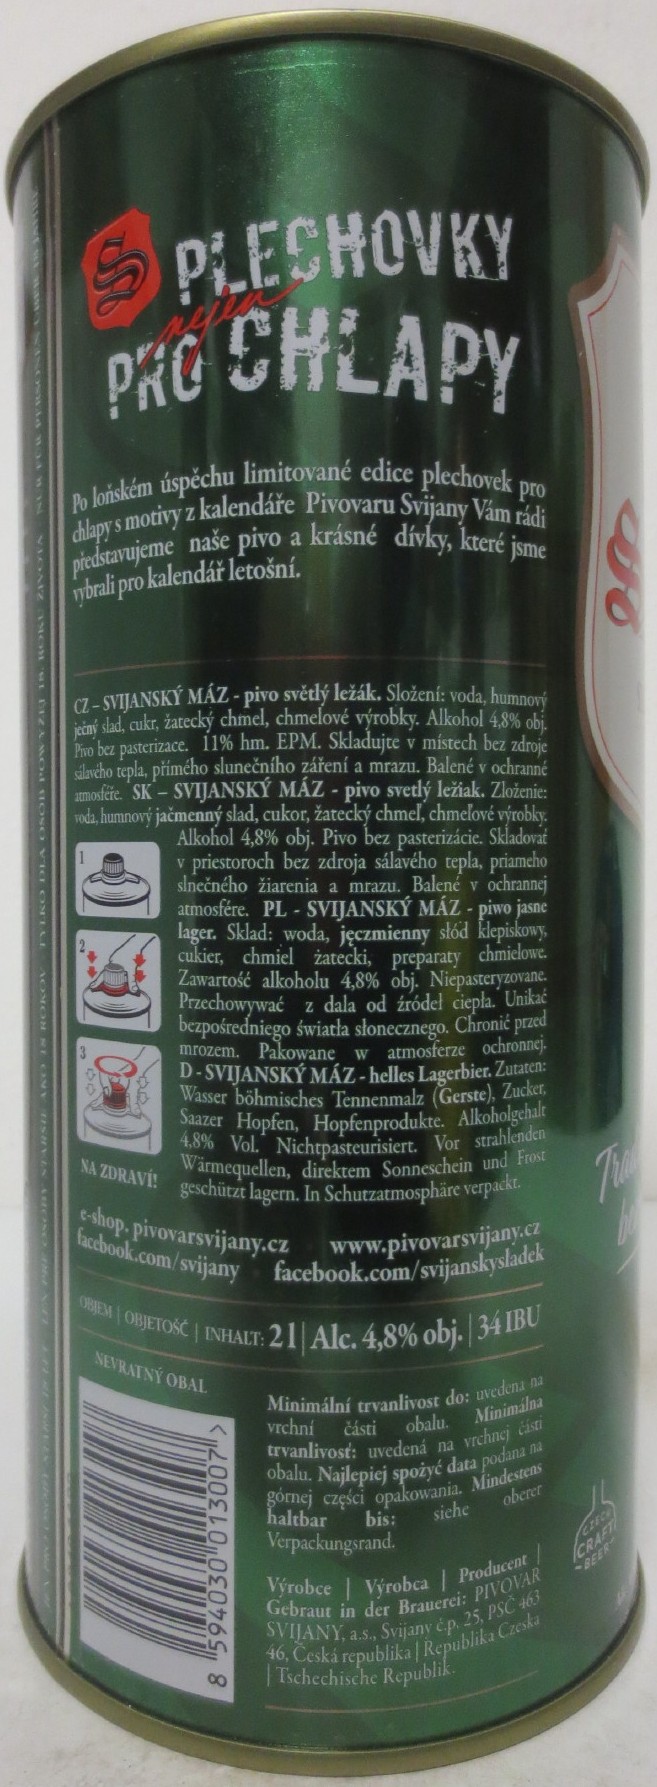 S PLECHOVKY
nejen
PRO CHLAPY
Po loňském úspěchu limitované edice plechovek pro
chlapy s motivy z kalendáře Pivovaru Svijany Vám rádi
představujeme naše pivo a krásné dívky, které jsme
vybrali pro kalendář letošní.
CZ – SVIJANSKÝ MÁZ - pivo světlý ležák. Složení: voda, humnový
ječný slad, cukr, žatecký chmel, chmelové výrobky. Alkohol 4,8% obj.
Pivo bez pasterizace. 11% hm. EPM. Skladujte v místech bez zdroje
sálavého tepla, přímého slunečního záření a mrazu. Balené v ochranné
atmosféře. SK – SVIJANSKÝ MÁZ - pivo svetlý ležiak. Zloženie:
voda, humnový jačmenný slad, cukor, žatecký chmeľ, chmeľové výrobky.
Alkohol 4,8% obj. Pivo bez pasterizácie. Skladovať
v priestoroch bez zdroja sálavého tepla, priameho
slnečného žiarenia a mrazu. Balené v ochrannej
atmosfére. PL - SVIJANSKÝ MÁZ - piwo jasne
lager. Sklad: woda, jęczmienny słód klepiskowy,
cukier, chmiel żatecki, preparaty chmielowe.
Zawartość alkoholu 4,8% obj. Niepasteryzowane.
Przechowywać z dala od źródel ciepła. Unikać
bezpośredniego światła słonecznego. Chronić przed
mrozem. Pakowane w atmosferze ochronnej.
D - SVIJANSKÝ MÁZ - helles Lagerbier. Zutaten:
Wasser böhmisches Tennenmalz (Gerste), Zucker,
Saazer Hopfen, Hopfenprodukte. Alkoholgehalt
4,8% Vol. Nichtpasteurisiert. Vor strahlenden
Wärmequellen, direktem Sonneschein und Frost
geschützt lagern. In Schutzatmosphäre verpackt.
1
2
3
NA ZDRAVÍ!
e-shop. pivovarsvijany.cz www.pivovarsvijany.cz
facebook.com/svijany facebook.com/svijanskysladek
OBJEM | OBJETOSČ | INHALT: 2 l | Alc. 4,8% obj. | 34 IBU
NEVRATNÝ OBAL
Minimální trvanlivost do: uvedena na
vrchní části obalu. Minimálna
trvanlivosť: uvedená na vrchnej části
obalu. Najlepiej spożyć data podana na
górnej części opakowania. Mindestens
haltbar bis: siehe oberer
Verpackungsrand.
Výrobce | Výrobca | Producent |
Gebraut in der Brauerei: PIVOVAR
SVIJANY, a.s., Svijany č.p. 25, PSČ 463
46, Česká republika | Republika Czeska
| Tschechische Republik.
8 594030 013007 >
CZECH
CRAFT
BEER